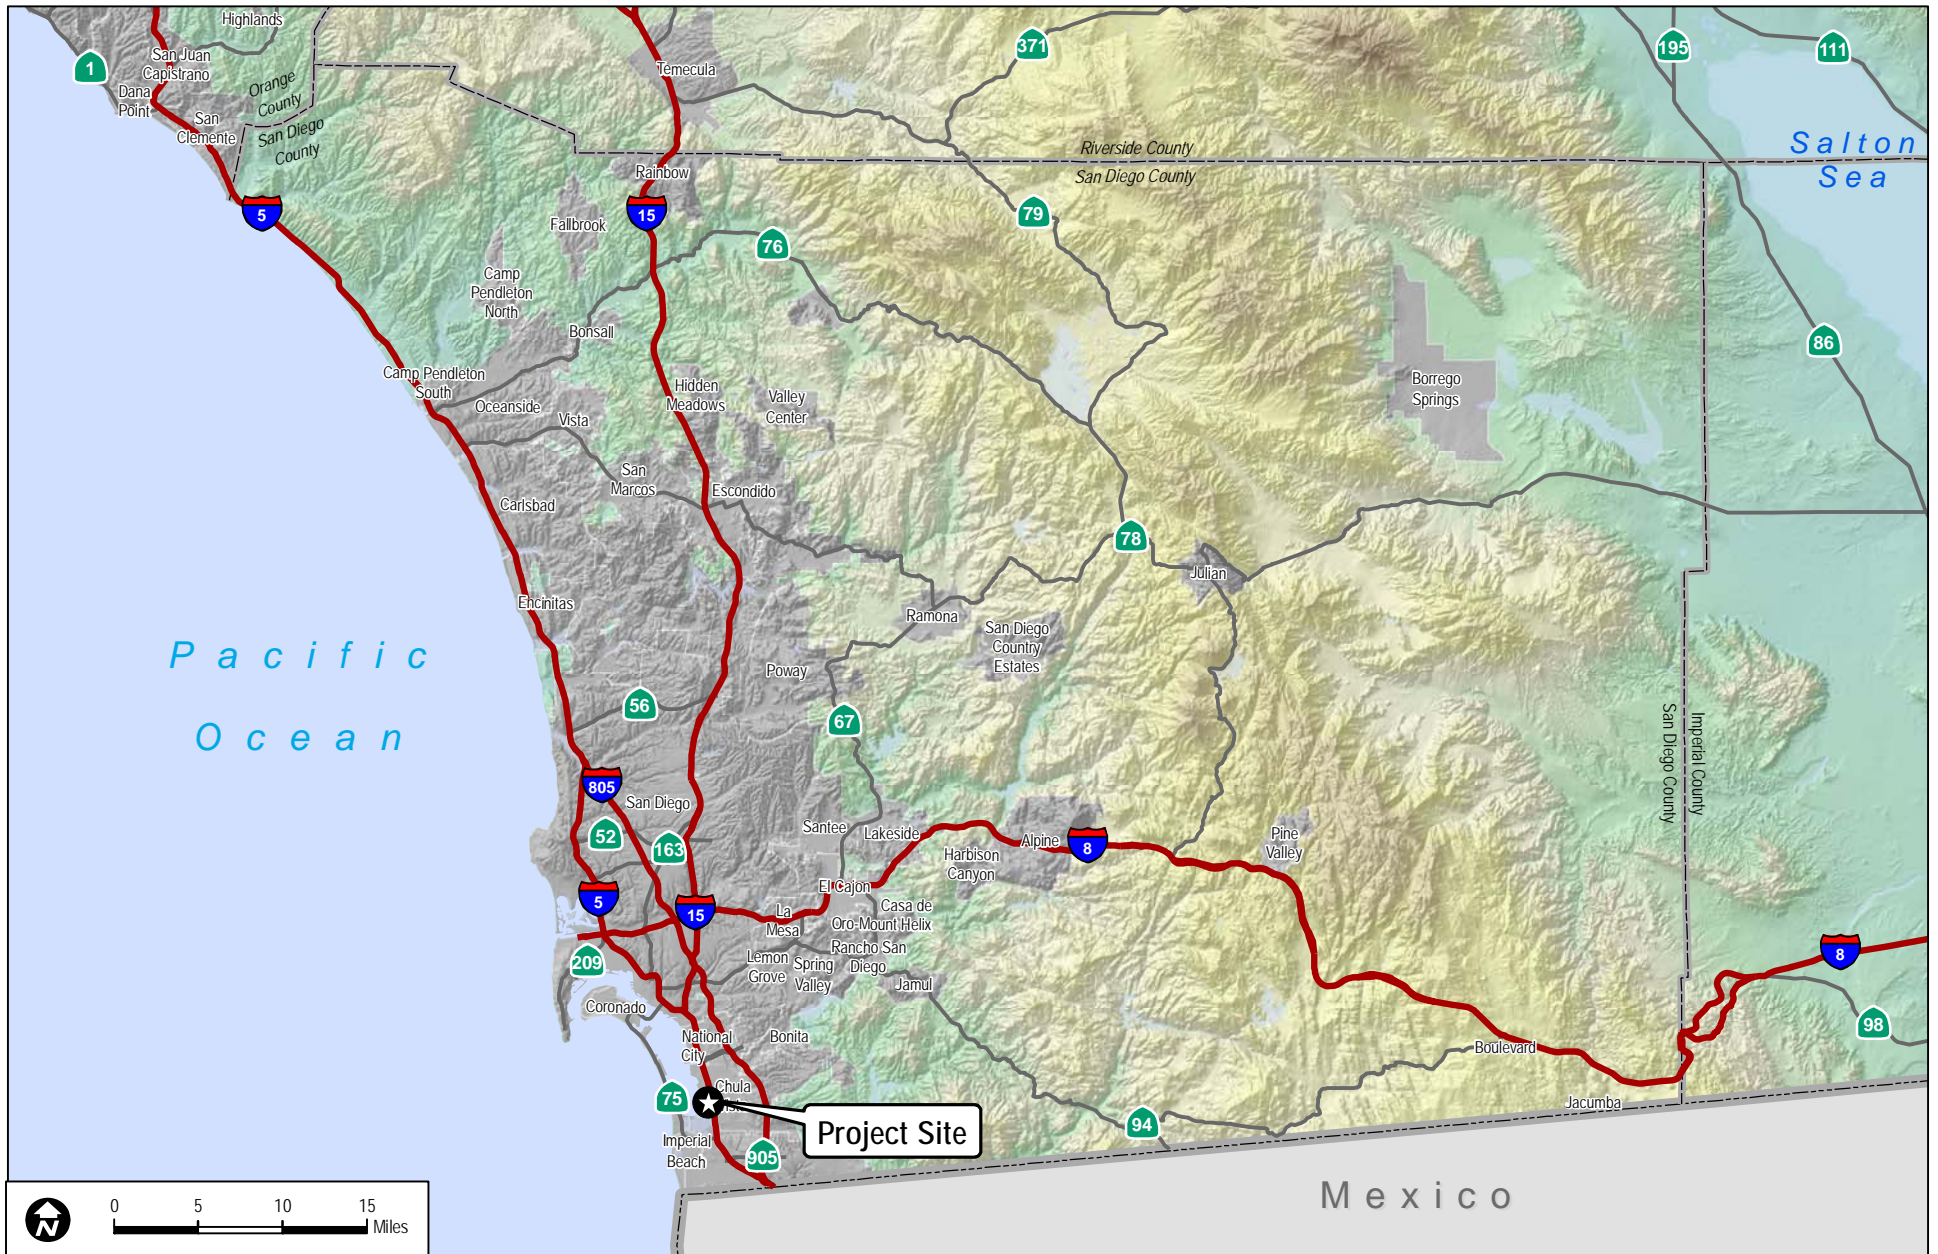 Highlands
371
195
111
1
San Juan
Capistrano
Temecula
Dana
Point
Orange
County
San
Clemente
San Diego
County
Riverside County
San Diego County
Salton
Sea
Rainbow
5
15
79
Fallbrook
76
Camp
Pendleton
North
Bonsall
86
Camp Pendleton
South
Hidden
Meadows
Valley
Center
Borrego
Springs
Oceanside
Vista
San
Marcos
Escondido
Carlsbad
78
Julian
Encinitas
Ramona
San Diego
Country
Estates
Pacific
Ocean
Poway
56
67
San Diego County
Imperial County
805
San Diego
52
163
Santee
Lakeside
Alpine
8
Pine
Valley
Harbison
Canyon
El Cajon
5
15
La
Mesa
Casa de
Oro-Mount Helix
209
Lemon
Grove
Spring
Valley
Rancho San
Diego
Jamul
8
Coronado
98
National
City
Bonita
Boulevard
Chula
75
Project Site
Jacumba
94
Imperial
Beach
905
Mexico
N
0 5 10 15
Miles